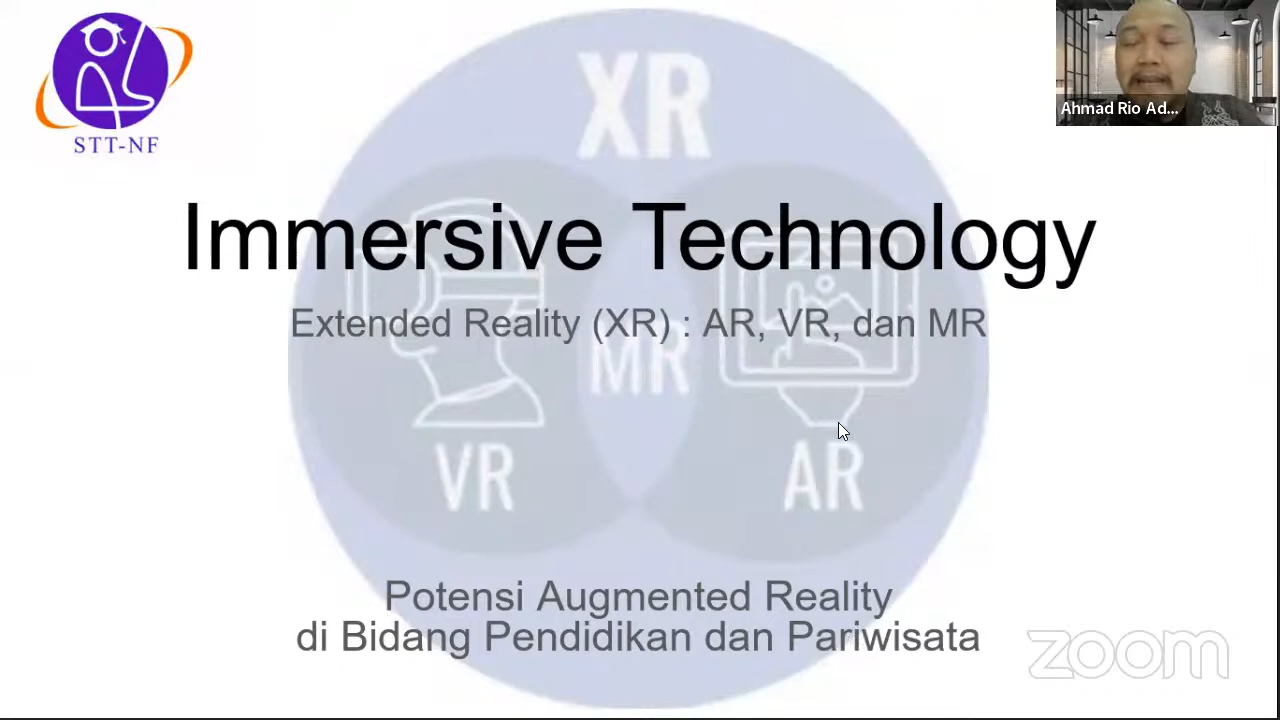 STT-NF
XR
Ahmad Rio Ad...
Immersive Technology
Extended Reality (XR) : AR, VR, dan MR
MR
VR
AR
Potensi Augmented Reality
di Bidang Pendidikan dan Pariwisata
zoom